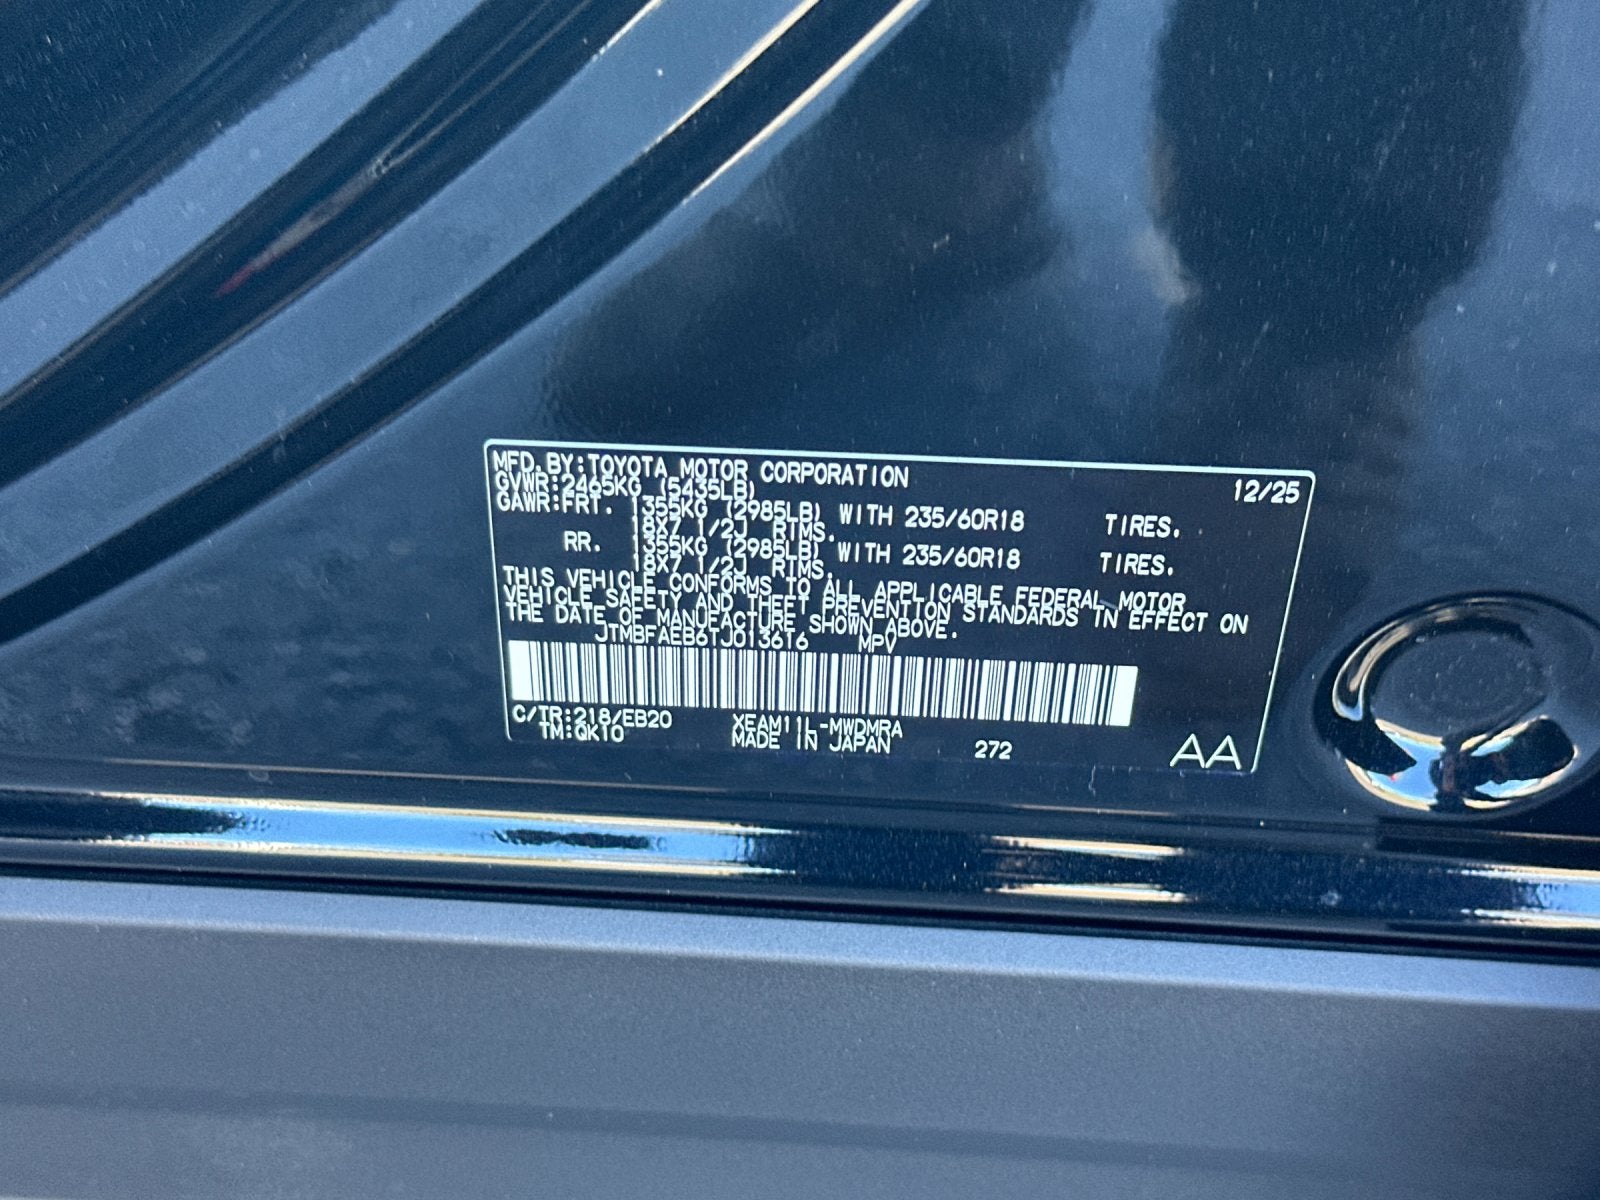 MFD.BY:TOYOTA MOTOR CORPORATION 12/25
GVWR:2465KG (5435LB)
GAWR:FRT. 1355KG (2985LB) WITH 235/60R18 TIRES.
18X7 1/2J RIMS.
RR. 1355KG (2985LB) WITH 235/60R18 TIRES.
18X7 1/2J RIMS.
THIS VEHICLE CONFORMS TO ALL APPLICABLE FEDERAL MOTOR
VEHICLE SAFETY AND THEFT PREVENTION STANDARDS IN EFFECT ON
THE DATE OF MANUFACTURE SHOWN ABOVE.
JTMBFAEB6TJ013616 MPV
C/TR:218/EB20 XEAM11L-MWDMRA
TM:QK10 MADE IN JAPAN 272 AA